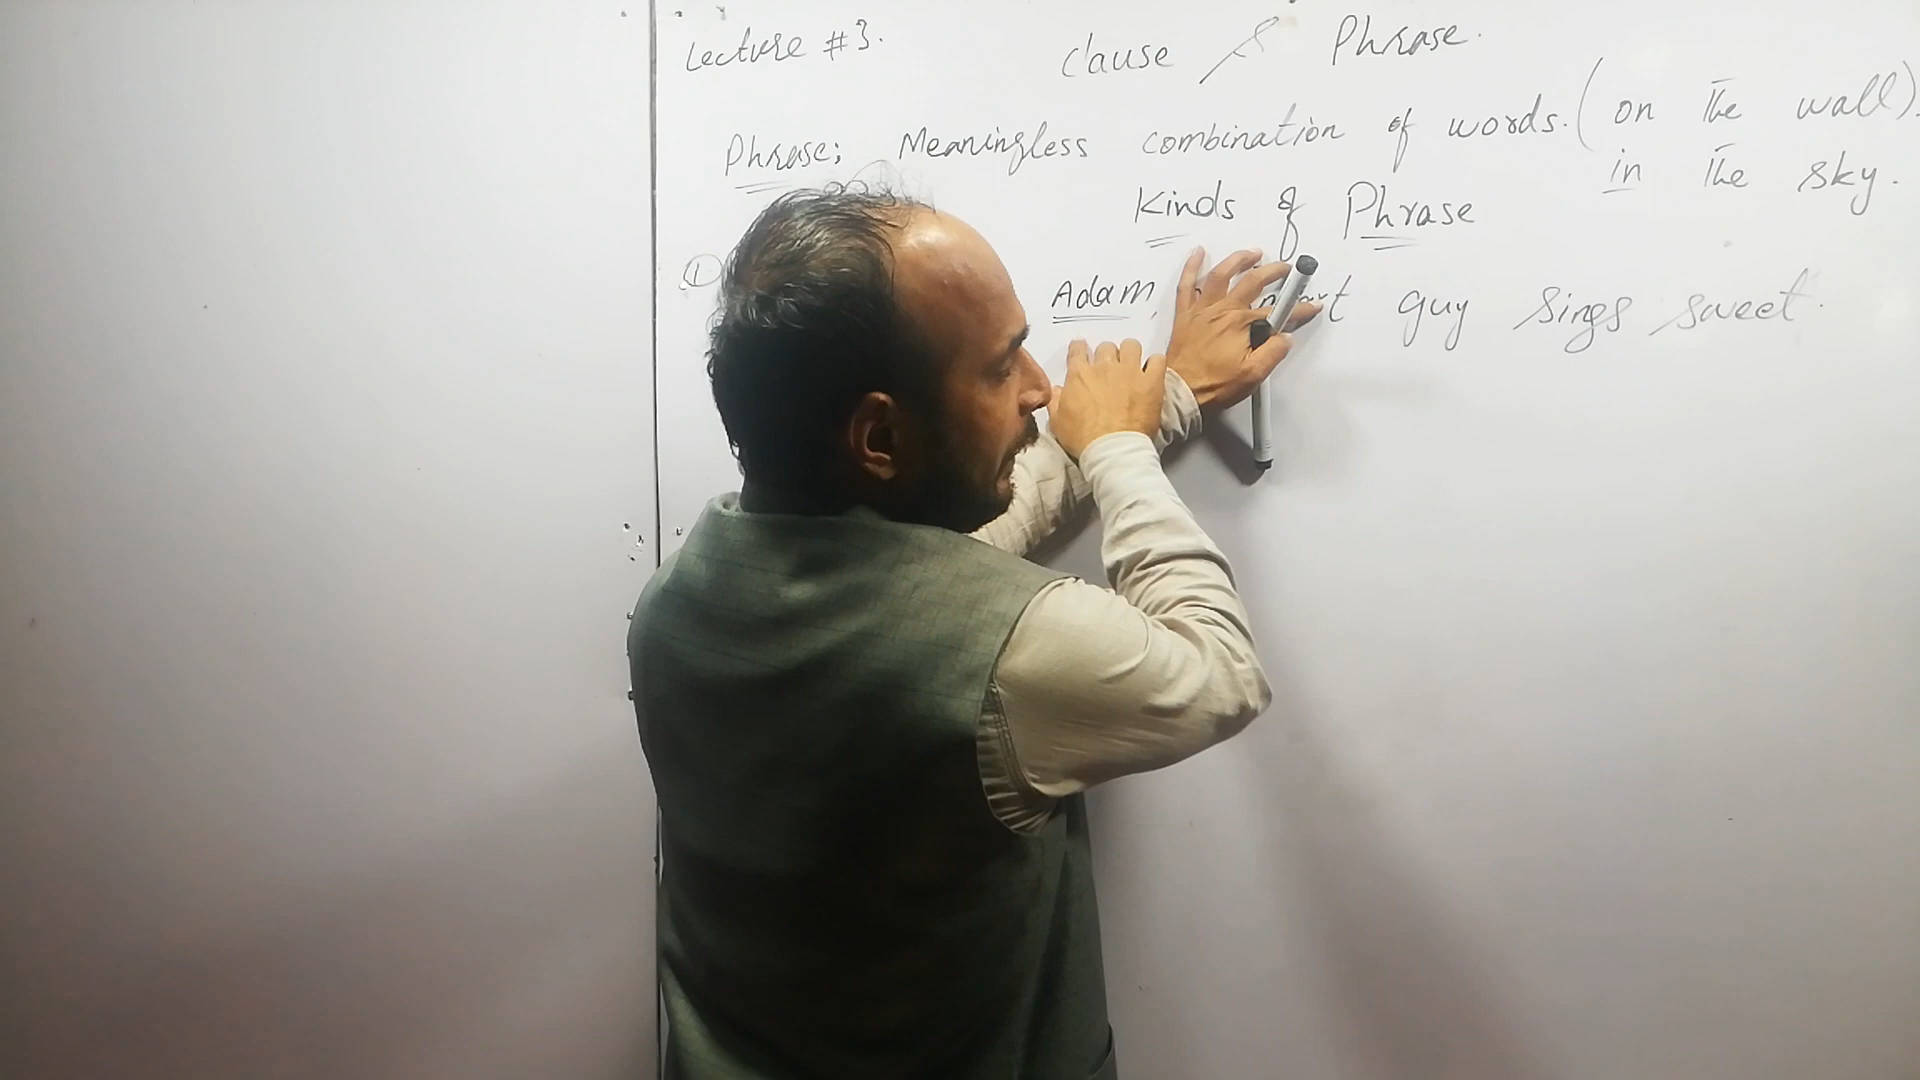 Lecture #3. Clause & Phrase.
Phrase: Meaningless combination of words. (on The wall).
in The sky.
Kinds of Phrase
① Adam, guy sings sweet.